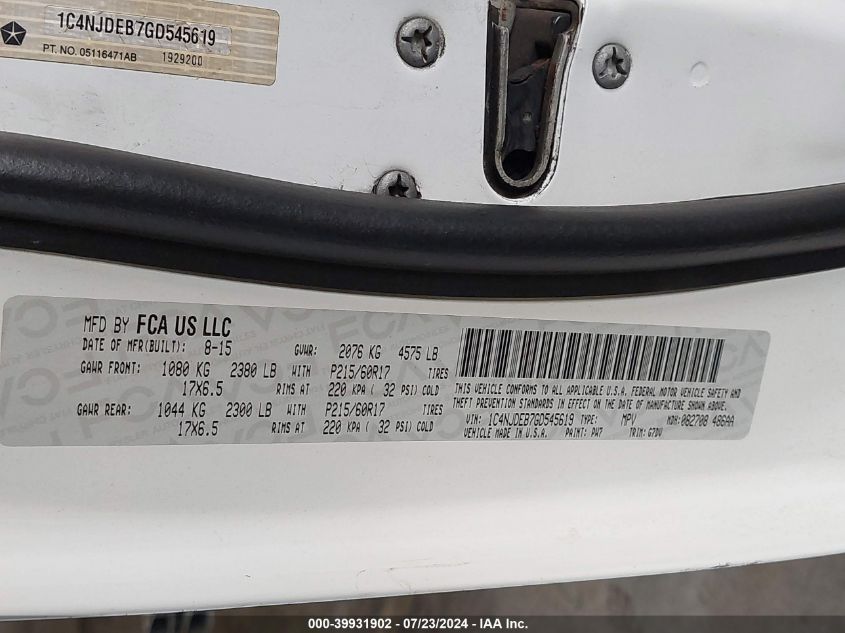 1C4NJDEB7GD545619
PT. NO. 05116471AB 1929200
MFD BY FCA US LLC
DATE OF MFR(BUILT): 8-15 GVWR: 2076 KG 4575 LB
GAWR FRONT: 1080 KG 2380 LB WITH P215/60R17 TIRES
17X6.5 RIMS AT 220 KPA ( 32 PSI) COLD
GAWR REAR: 1044 KG 2300 LB WITH P215/60R17 TIRES
17X6.5 RIMS AT 220 KPA ( 32 PSI) COLD
THIS VEHICLE CONFORMS TO ALL APPLICABLE U.S.A. FEDERAL MOTOR VEHICLE SAFETY AND
THEFT PREVENTION STANDARDS IN EFFECT ON THE DATE OF MANUFACTURE SHOWN ABOVE.
VIN: 1C4NJDEB7GD545619 TYPE: MPV MDH: 082708 486AA
VEHICLE MADE IN U.S.A. PAINT: PW7 TRIM: G7DV
000-39931902 - 07/23/2024 - IAA Inc.